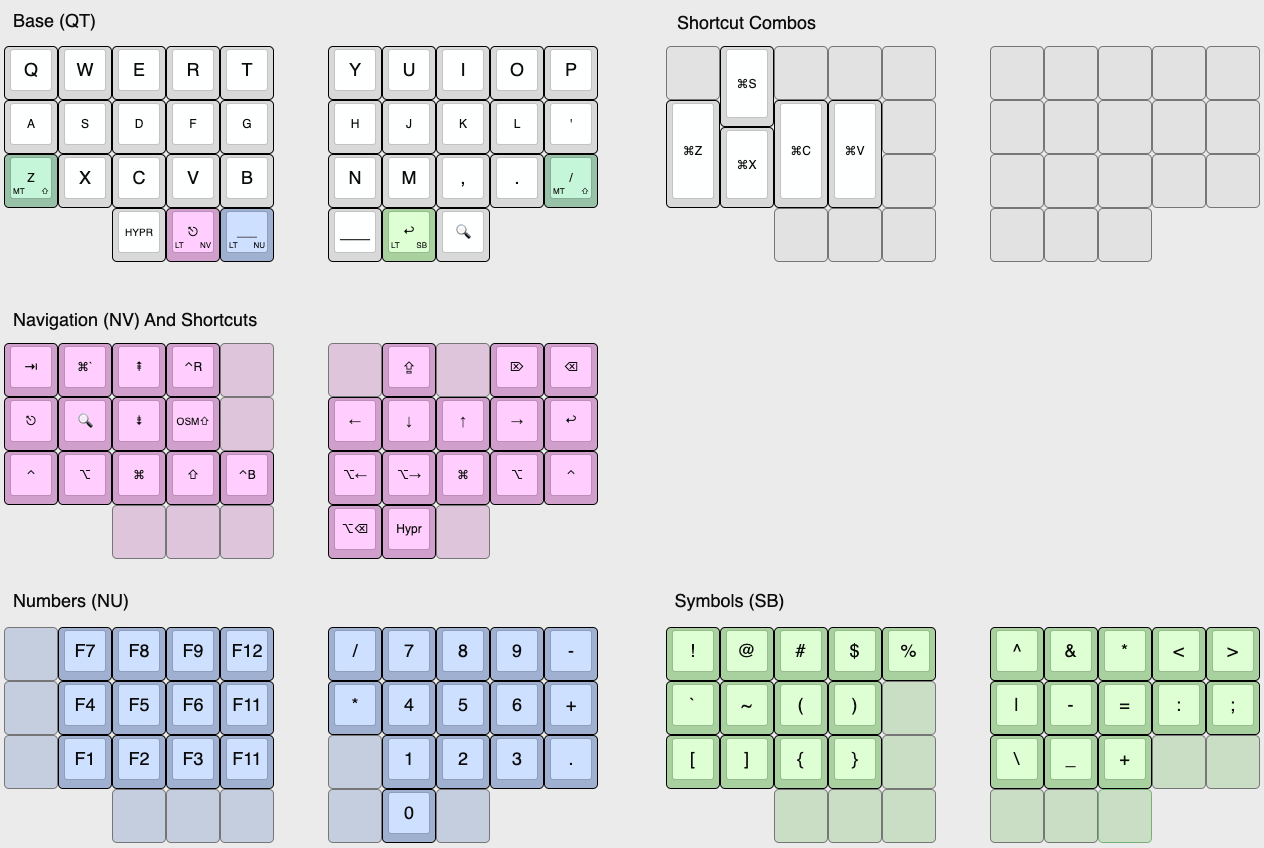 Base (QT)
Shortcut Combos
Q W E R T
Y U I O P
⌘S
A S D F G
H J K L '
⌘Z ⌘X ⌘C ⌘V
Z MT ⇧ X C V B
N M , . / MT ⇧
HYPR ⎋ LT NV ___ LT NU
____ ↩ LT SB 🔍
Navigation (NV) And Shortcuts
⇥ ⌘` ⇞ ^R
⇪ ⌦ ⌫
⎋ 🔍 ⇟ OSM⇧
← ↓ ↑ → ↩
^ ⌥ ⌘ ⇧ ^B
⌥← ⌥→ ⌘ ⌥ ^
⌥⌫ Hypr
Numbers (NU)
Symbols (SB)
F7 F8 F9 F12
/ 7 8 9 -
! @ # $ %
^ & * < >
F4 F5 F6 F11
* 4 5 6 +
` ~ ( )
| - = : ;
F1 F2 F3 F11
1 2 3 .
[ ] { }
\ _ +
0